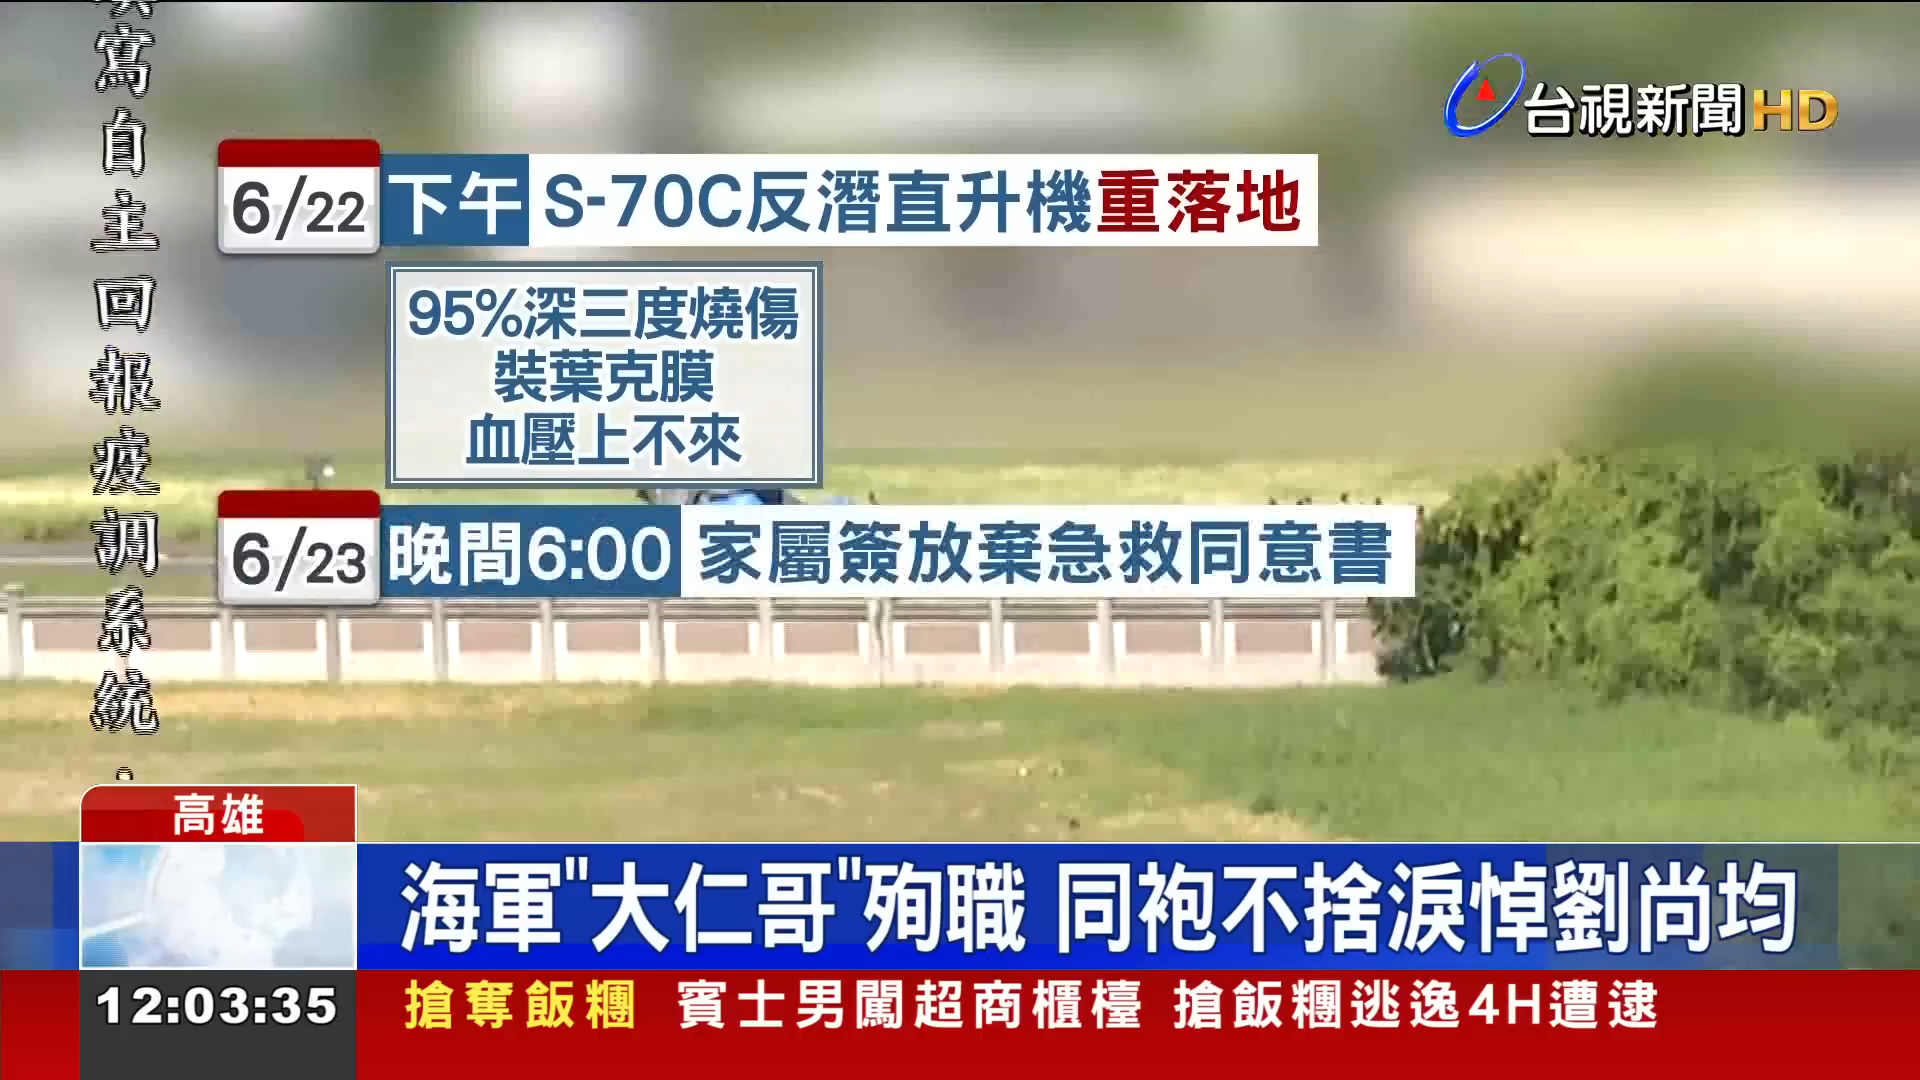 寫自主回報疫調系統
台視新聞HD
6/22
下午 S-70C反潛直升機重落地
95%深三度燒傷
裝葉克膜
血壓上不來
6/23
晚間6:00 家屬簽放棄急救同意書
高雄
海軍"大仁哥"殉職 同袍不捨淚悼劉尚均
12:03:35
搶奪飯糰 賓士男闖超商櫃檯 搶飯糰逃逸4H遭逮